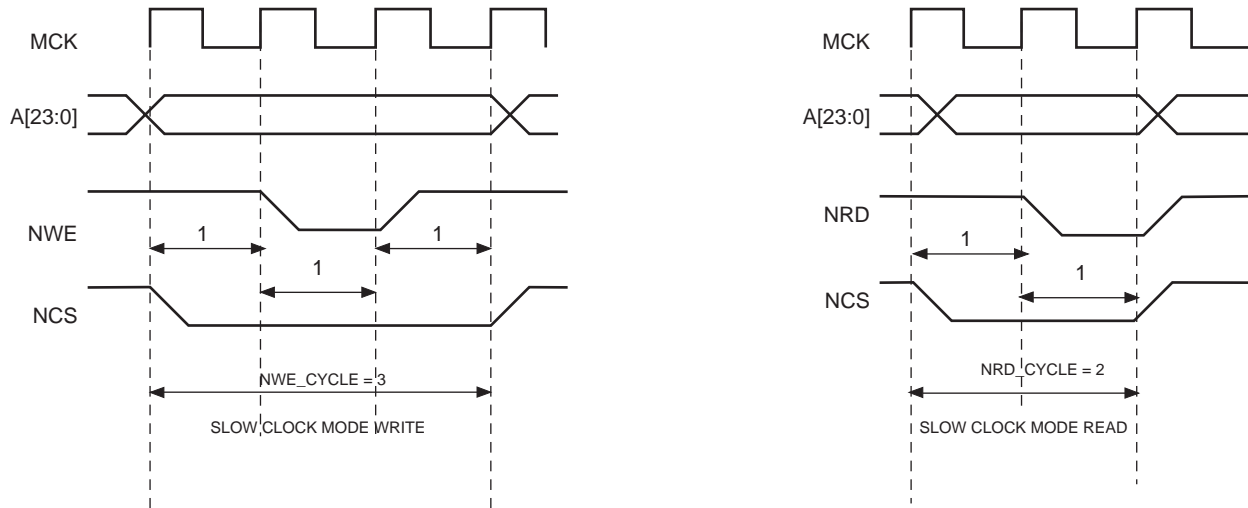 MCK
A[23:0]
NWE
1
1
1
NCS
NWE_CYCLE = 3
SLOW CLOCK MODE WRITE
MCK
A[23:0]
NRD
1
1
NCS
NRD_CYCLE = 2
SLOW CLOCK MODE READ